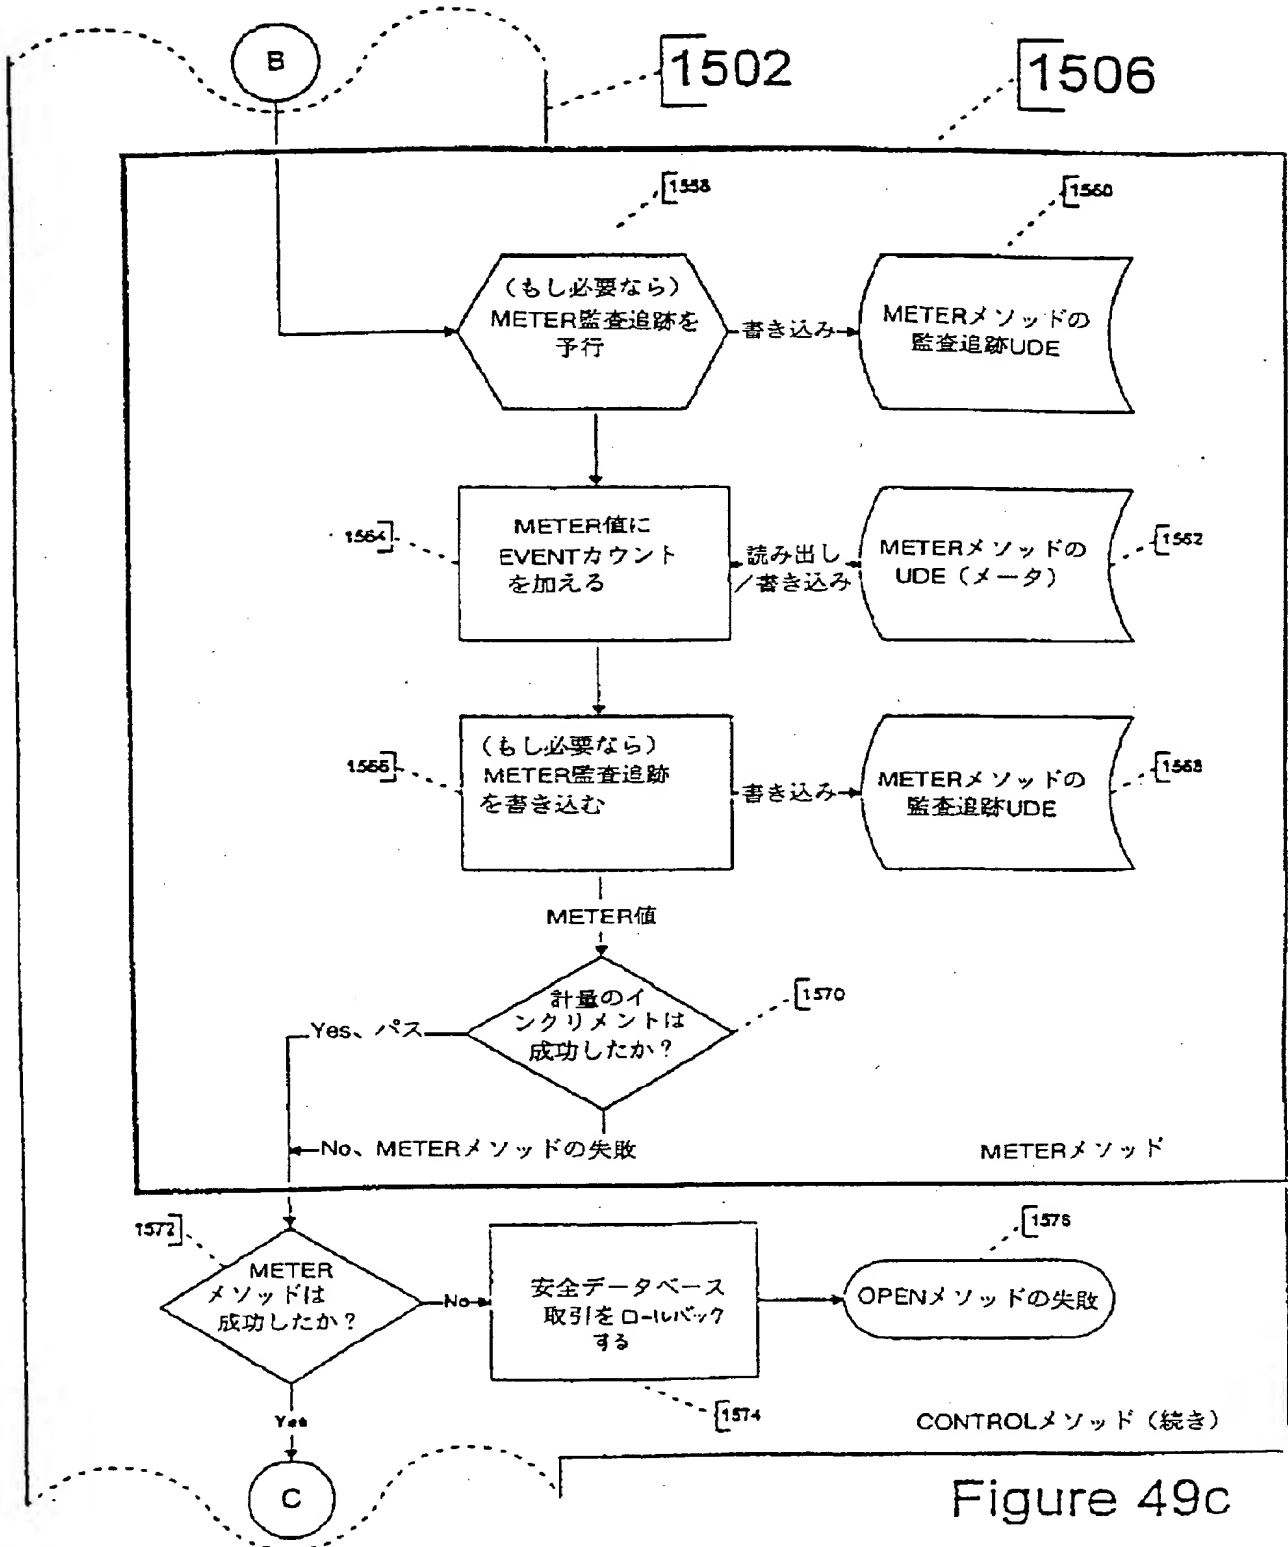 B
1502
1506
1558
1560
(もし必要なら)
METER監査追跡を
予行
書き込み
METERメソッドの
監査追跡UDE
1564
METER値に
EVENTカウント
を加える
読み出し
/書き込み
METERメソッドの
UDE(メータ)
1562
1566
(もし必要なら)
METER監査追跡
を書き込む
書き込み
METERメソッドの
監査追跡UDE
1568
METER値
計量のイ
ンクリメントは
成功したか?
1570
Yes、パス
No、METERメソッドの失敗
METERメソッド
1572
METER
メソッドは
成功したか?
No
安全データベース
取引をロールバック
する
1576
OPENメソッドの失敗
1574
Yes
CONTROLメソッド(続き)
C
Figure 49c